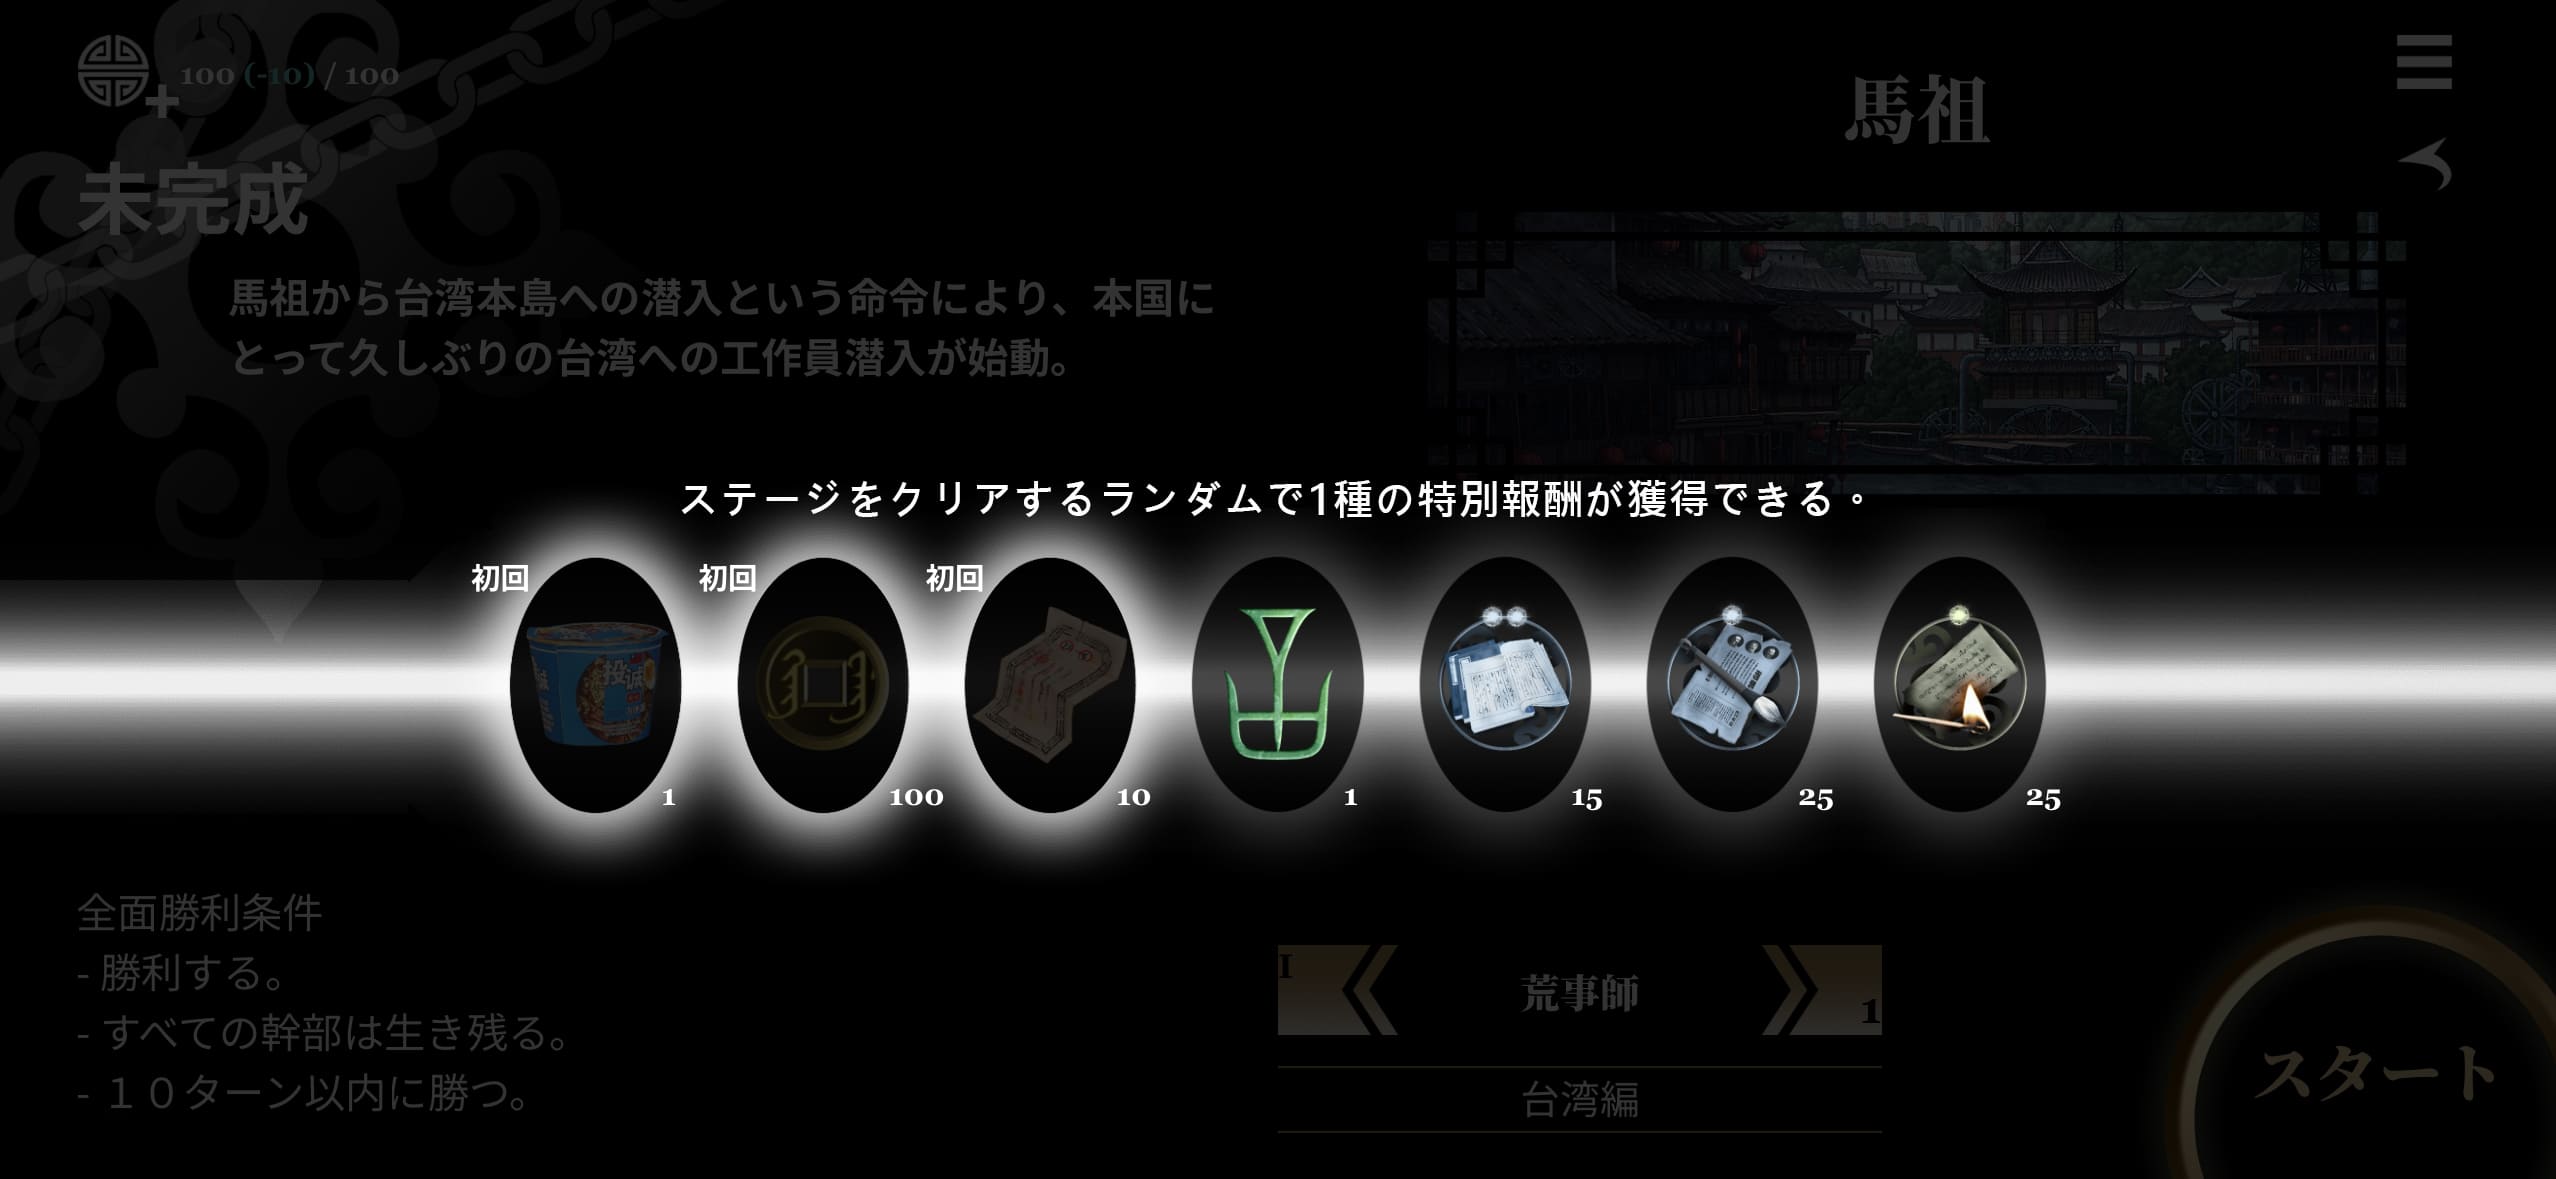 100 (-10) / 100
馬祖
未完成
馬祖から台湾本島への潜入という命令により、本国に
とって久しぶりの台湾への工作員潜入が始動。
ステージをクリアするランダムで1種の特別報酬が獲得できる。
初回 初回 初回
投诚
1 100 10 1 15 25 25
全面勝利条件
- 勝利する。
- すべての幹部は生き残る。
- １０ターン以内に勝つ。
I 荒事師 1
台湾編
スタート